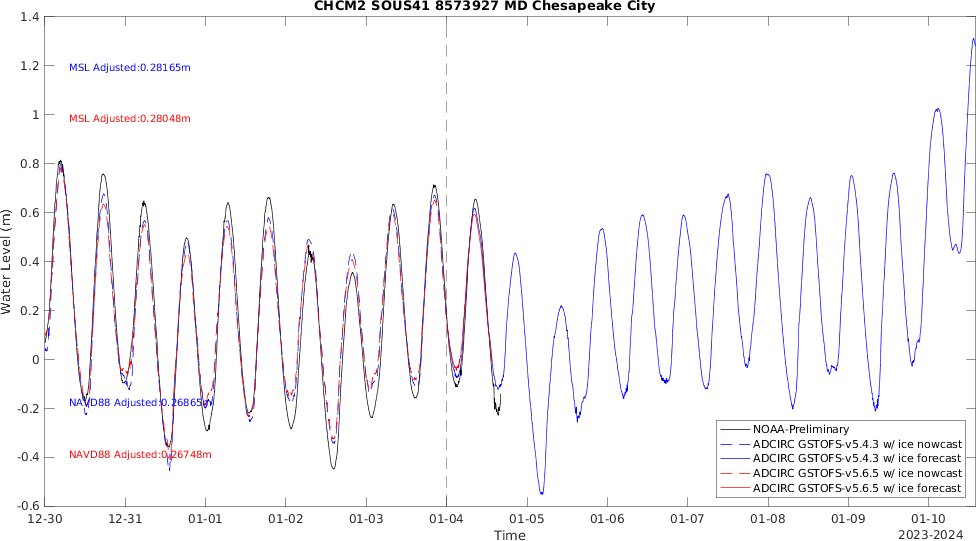 CHCM2 SOUS41 8573927 MD Chesapeake City
1.4
1.2
1
0.8
0.6
0.4
0.2
0
-0.2
-0.4
-0.6
Water Level (m)
MSL Adjusted:0.28165m
MSL Adjusted:0.28048m
NAVD88 Adjusted:0.26865m
NAVD88 Adjusted:0.26748m
NOAA-Preliminary
ADCIRC GSTOFS-v5.4.3 w/ ice nowcast
ADCIRC GSTOFS-v5.4.3 w/ ice forecast
ADCIRC GSTOFS-v5.6.5 w/ ice nowcast
ADCIRC GSTOFS-v5.6.5 w/ ice forecast
12-30 12-31 01-01 01-02 01-03 01-04 01-05 01-06 01-07 01-08 01-09 01-10
Time
2023-2024